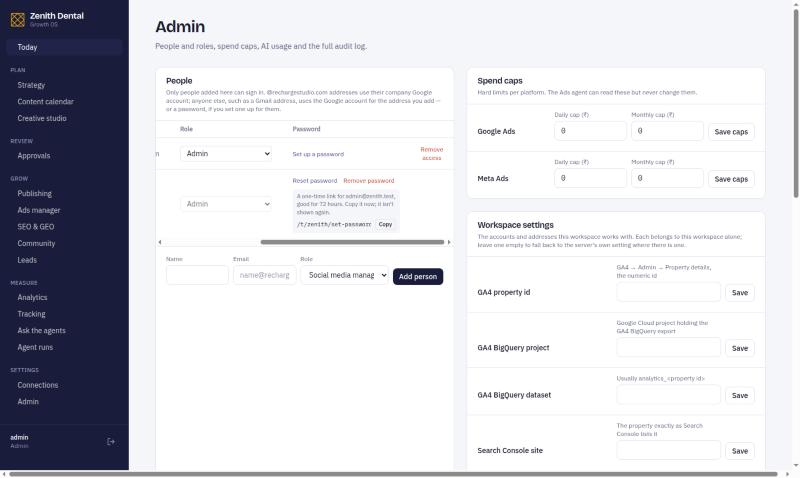 Zenith Dental
Growth OS
Today
PLAN
Strategy
Content calendar
Creative studio
REVIEW
Approvals
GROW
Publishing
Ads manager
SEO & GEO
Community
Leads
MEASURE
Analytics
Tracking
Ask the agents
Agent runs
SETTINGS
Connections
Admin
admin
Admin
Admin
People and roles, spend caps, AI usage and the full audit log.
People
Only people added here can sign in. @rechargestudio.com addresses use their company Google
account; anyone else, such as a Gmail address, uses the Google account for the address you add —
or a password, if you set one up for them.
Role Password
Admin Set up a password Remove
access
Reset password Remove password
Admin
A one-time link for admin@zenith.test,
good for 72 hours. Copy it now; it isn't
shown again.
/t/zenith/set-passwor Copy
Name Email Role
name@recharg Social media manag Add person
Spend caps
Hard limits per platform. The Ads agent can read these but never change them.
Daily cap (₹) Monthly cap (₹)
Google Ads 0 0 Save caps
Daily cap (₹) Monthly cap (₹)
Meta Ads 0 0 Save caps
Workspace settings
The accounts and addresses this workspace works with. Each belongs to this workspace alone;
leave one empty to fall back to the server's own setting where there is one.
GA4 → Admin → Property details,
the numeric id
GA4 property id Save
Google Cloud project holding the
GA4 BigQuery export
GA4 BigQuery project Save
Usually analytics_<property id>
GA4 BigQuery dataset Save
The property exactly as Search
Console lists it
Search Console site Save